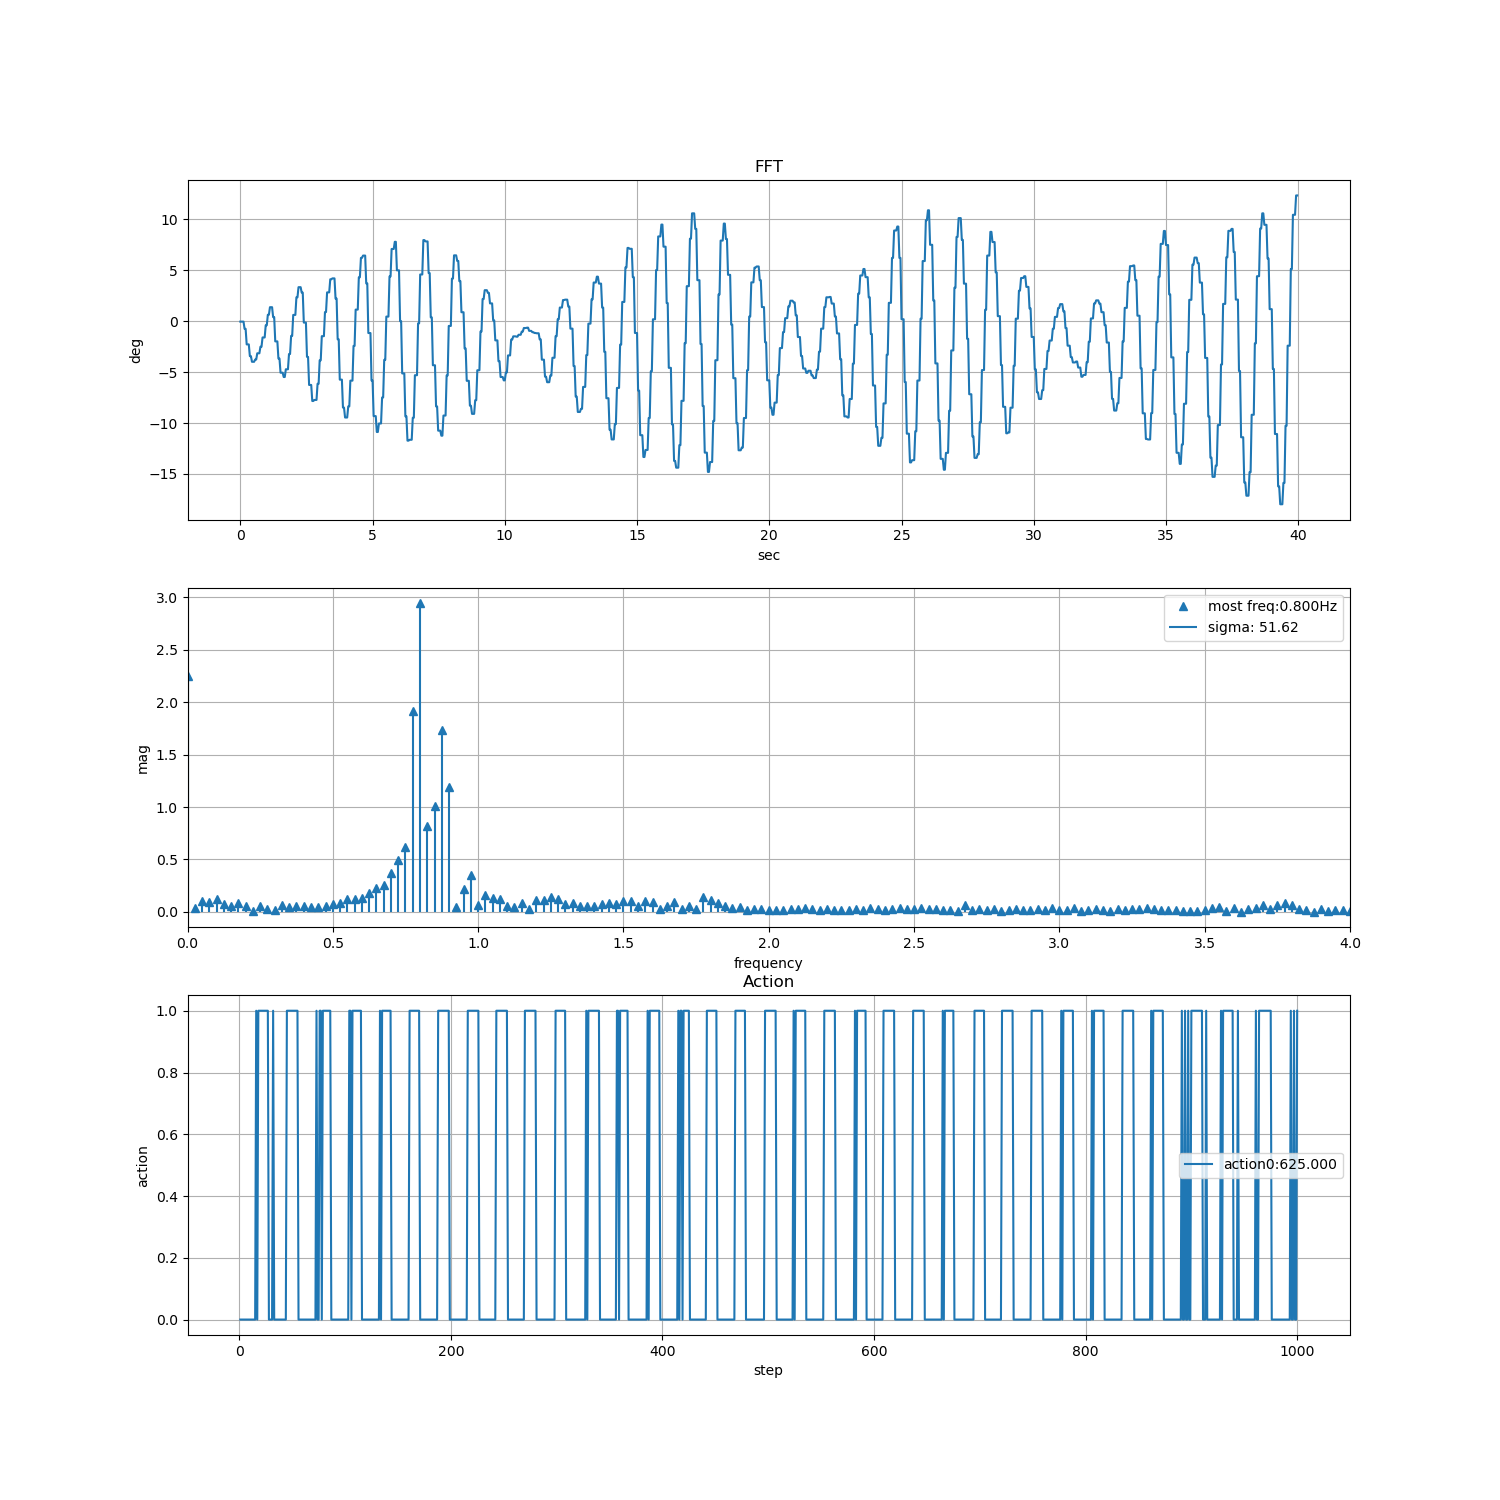 FFT
10
5
0
−5
−10
−15
deg
0 5 10 15 20 25 30 35 40
sec
3.0
2.5
2.0
1.5
1.0
0.5
0.0
mag
most freq:0.800Hz
sigma: 51.62
0.0 0.5 1.0 1.5 2.0 2.5 3.0 3.5 4.0
frequency
Action
1.0
0.8
0.6
0.4
0.2
0.0
action
action0:625.000
0 200 400 600 800 1000
step